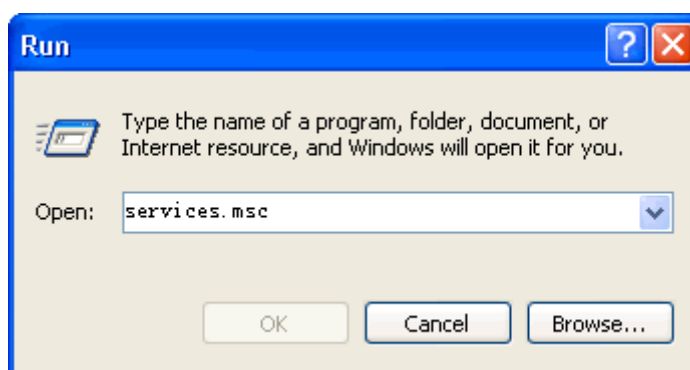 Run
Type the name of a program, folder, document, or
Internet resource, and Windows will open it for you.
Open: services.msc
OK Cancel Browse...